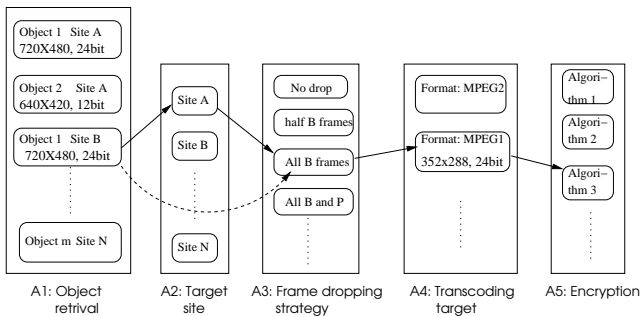 Object 1 Site A
720X480, 24bit
Object 2 Site A
640X420, 12bit
Object 1 Site B
720X480, 24bit
Object m Site N
Site A
Site B
Site N
No drop
half B frames
All B frames
All B and P
Format: MPEG2
Format: MPEG1
352x288, 24bit
Algori–
thm 1
Algori–
thm 2
Algori–
thm 3
A1: Object
retrival
A2: Target
site
A3: Frame dropping
strategy
A4: Transcoding
target
A5: Encryption